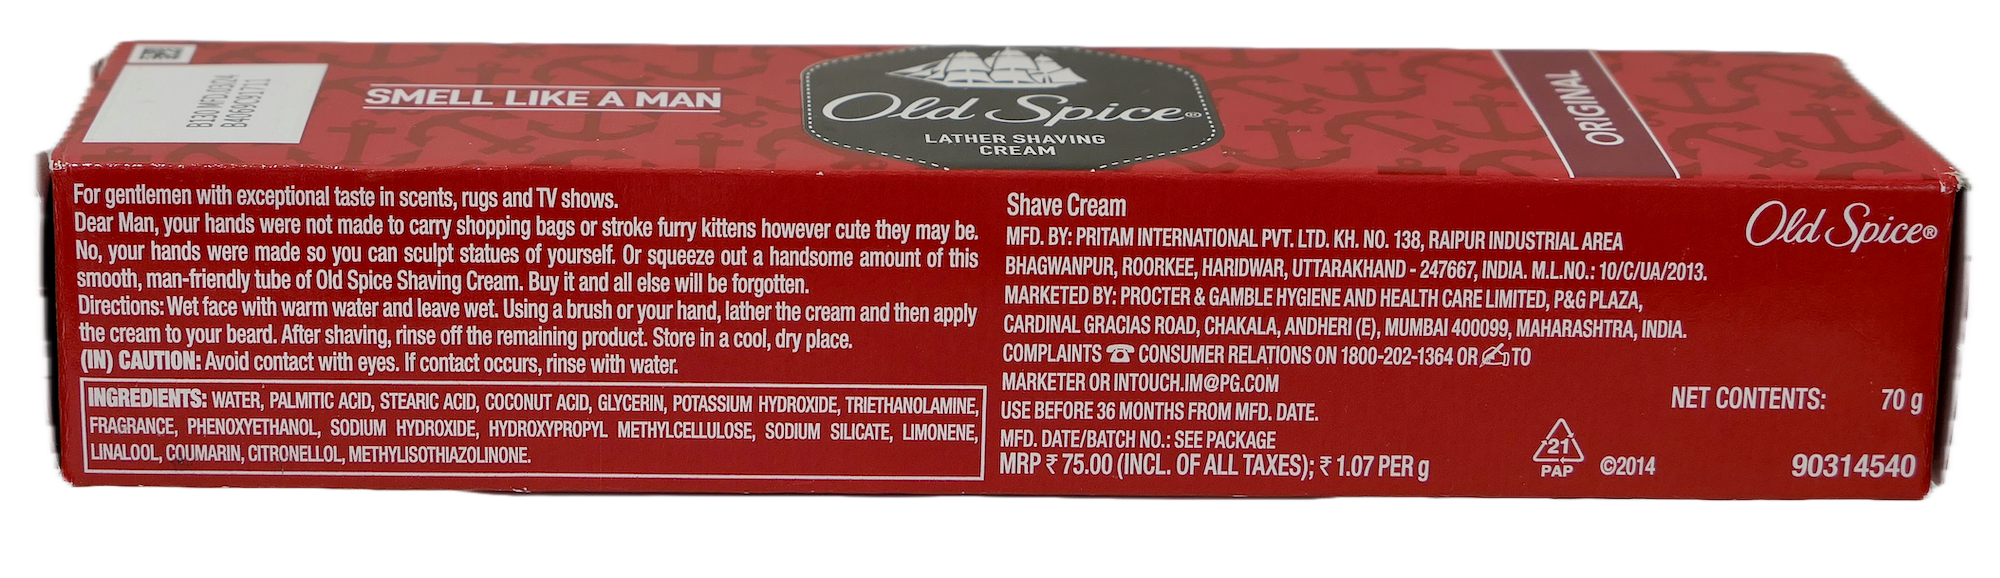 B130.MFD.03/24
B409C91711
SMELL LIKE A MAN
Old Spice®
LATHER SHAVING
CREAM
ORIGINAL
For gentlemen with exceptional taste in scents, rugs and TV shows.
Dear Man, your hands were not made to carry shopping bags or stroke furry kittens however cute they may be.
No, your hands were made so you can sculpt statues of yourself. Or squeeze out a handsome amount of this
smooth, man-friendly tube of Old Spice Shaving Cream. Buy it and all else will be forgotten.
Directions: Wet face with warm water and leave wet. Using a brush or your hand, lather the cream and then apply
the cream to your beard. After shaving, rinse off the remaining product. Store in a cool, dry place.
(IN) CAUTION: Avoid contact with eyes. If contact occurs, rinse with water.
INGREDIENTS: WATER, PALMITIC ACID, STEARIC ACID, COCONUT ACID, GLYCERIN, POTASSIUM HYDROXIDE, TRIETHANOLAMINE,
FRAGRANCE, PHENOXYETHANOL, SODIUM HYDROXIDE, HYDROXYPROPYL METHYLCELLULOSE, SODIUM SILICATE, LIMONENE,
LINALOOL, COUMARIN, CITRONELLOL, METHYLISOTHIAZOLINONE.
Shave Cream
MFD. BY: PRITAM INTERNATIONAL PVT. LTD. KH. NO. 138, RAIPUR INDUSTRIAL AREA
BHAGWANPUR, ROORKEE, HARIDWAR, UTTARAKHAND - 247667, INDIA. M.L.NO.: 10/C/UA/2013.
MARKETED BY: PROCTER & GAMBLE HYGIENE AND HEALTH CARE LIMITED, P&G PLAZA,
CARDINAL GRACIAS ROAD, CHAKALA, ANDHERI (E), MUMBAI 400099, MAHARASHTRA, INDIA.
COMPLAINTS ☎ CONSUMER RELATIONS ON 1800-202-1364 OR ✍ TO
MARKETER OR INTOUCH.IM@PG.COM
USE BEFORE 36 MONTHS FROM MFD. DATE.
MFD. DATE/BATCH NO.: SEE PACKAGE
MRP ₹ 75.00 (INCL. OF ALL TAXES); ₹ 1.07 PER g
Old Spice®
NET CONTENTS: 70 g
21
PAP
©2014
90314540